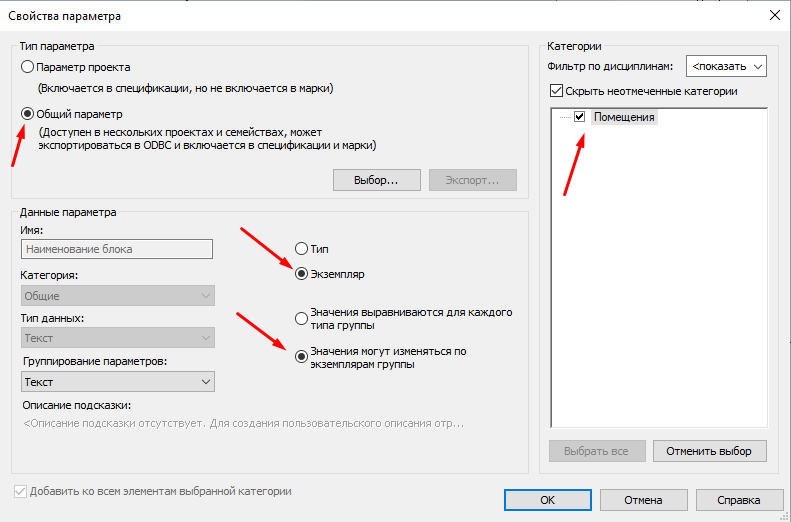 Свойства параметра
Тип параметра
Параметр проекта
(Включается в спецификации, но не включается в марки)
Общий параметр
(Доступен в нескольких проектах и семействах, может
экспортироваться в ODBC и включается в спецификации и марки)
Выбор...
Экспорт...
Данные параметра
Имя:
Наименование блока
Категория:
Общие
Тип данных:
Текст
Группирование параметров:
Текст
Описание подсказки:
<Описание подсказки отсутствует. Для создания пользовательского описания отр...
Тип
Экземпляр
Значения выравниваются для каждого
типа группы
Значения могут изменяться по
экземплярам группы
Добавить ко всем элементам выбранной категории
Категории
Фильтр по дисциплинам:
<показать
Скрыть неотмеченные категории
Помещения
Выбрать все
Отменить выбор
OK
Отмена
Справка